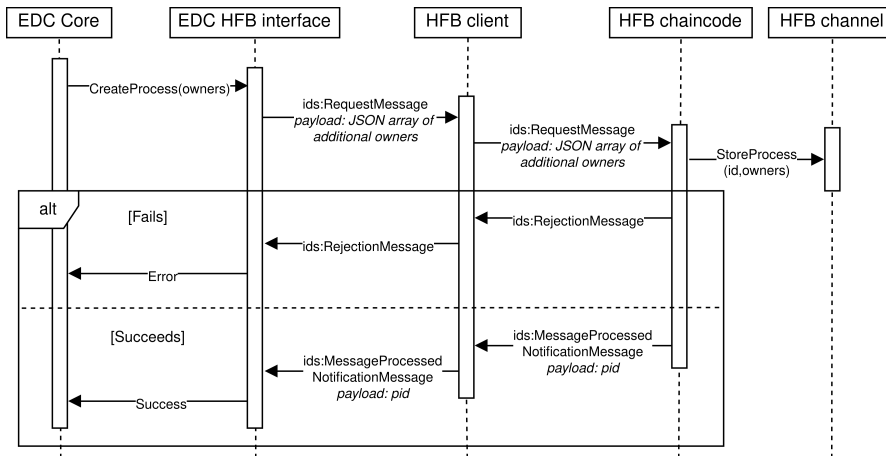 EDC Core
EDC HFB interface
HFB client
HFB chaincode
HFB channel
CreateProcess(owners)
ids:RequestMessage
payload: JSON array of
additional owners
ids:RequestMessage
payload: JSON array of
additional owners
StoreProcess
(id,owners)
alt
[Fails]
ids:RejectionMessage
ids:RejectionMessage
Error
[Succeeds]
ids:MessageProcessed
NotificationMessage
payload: pid
ids:MessageProcessed
NotificationMessage
payload: pid
Success